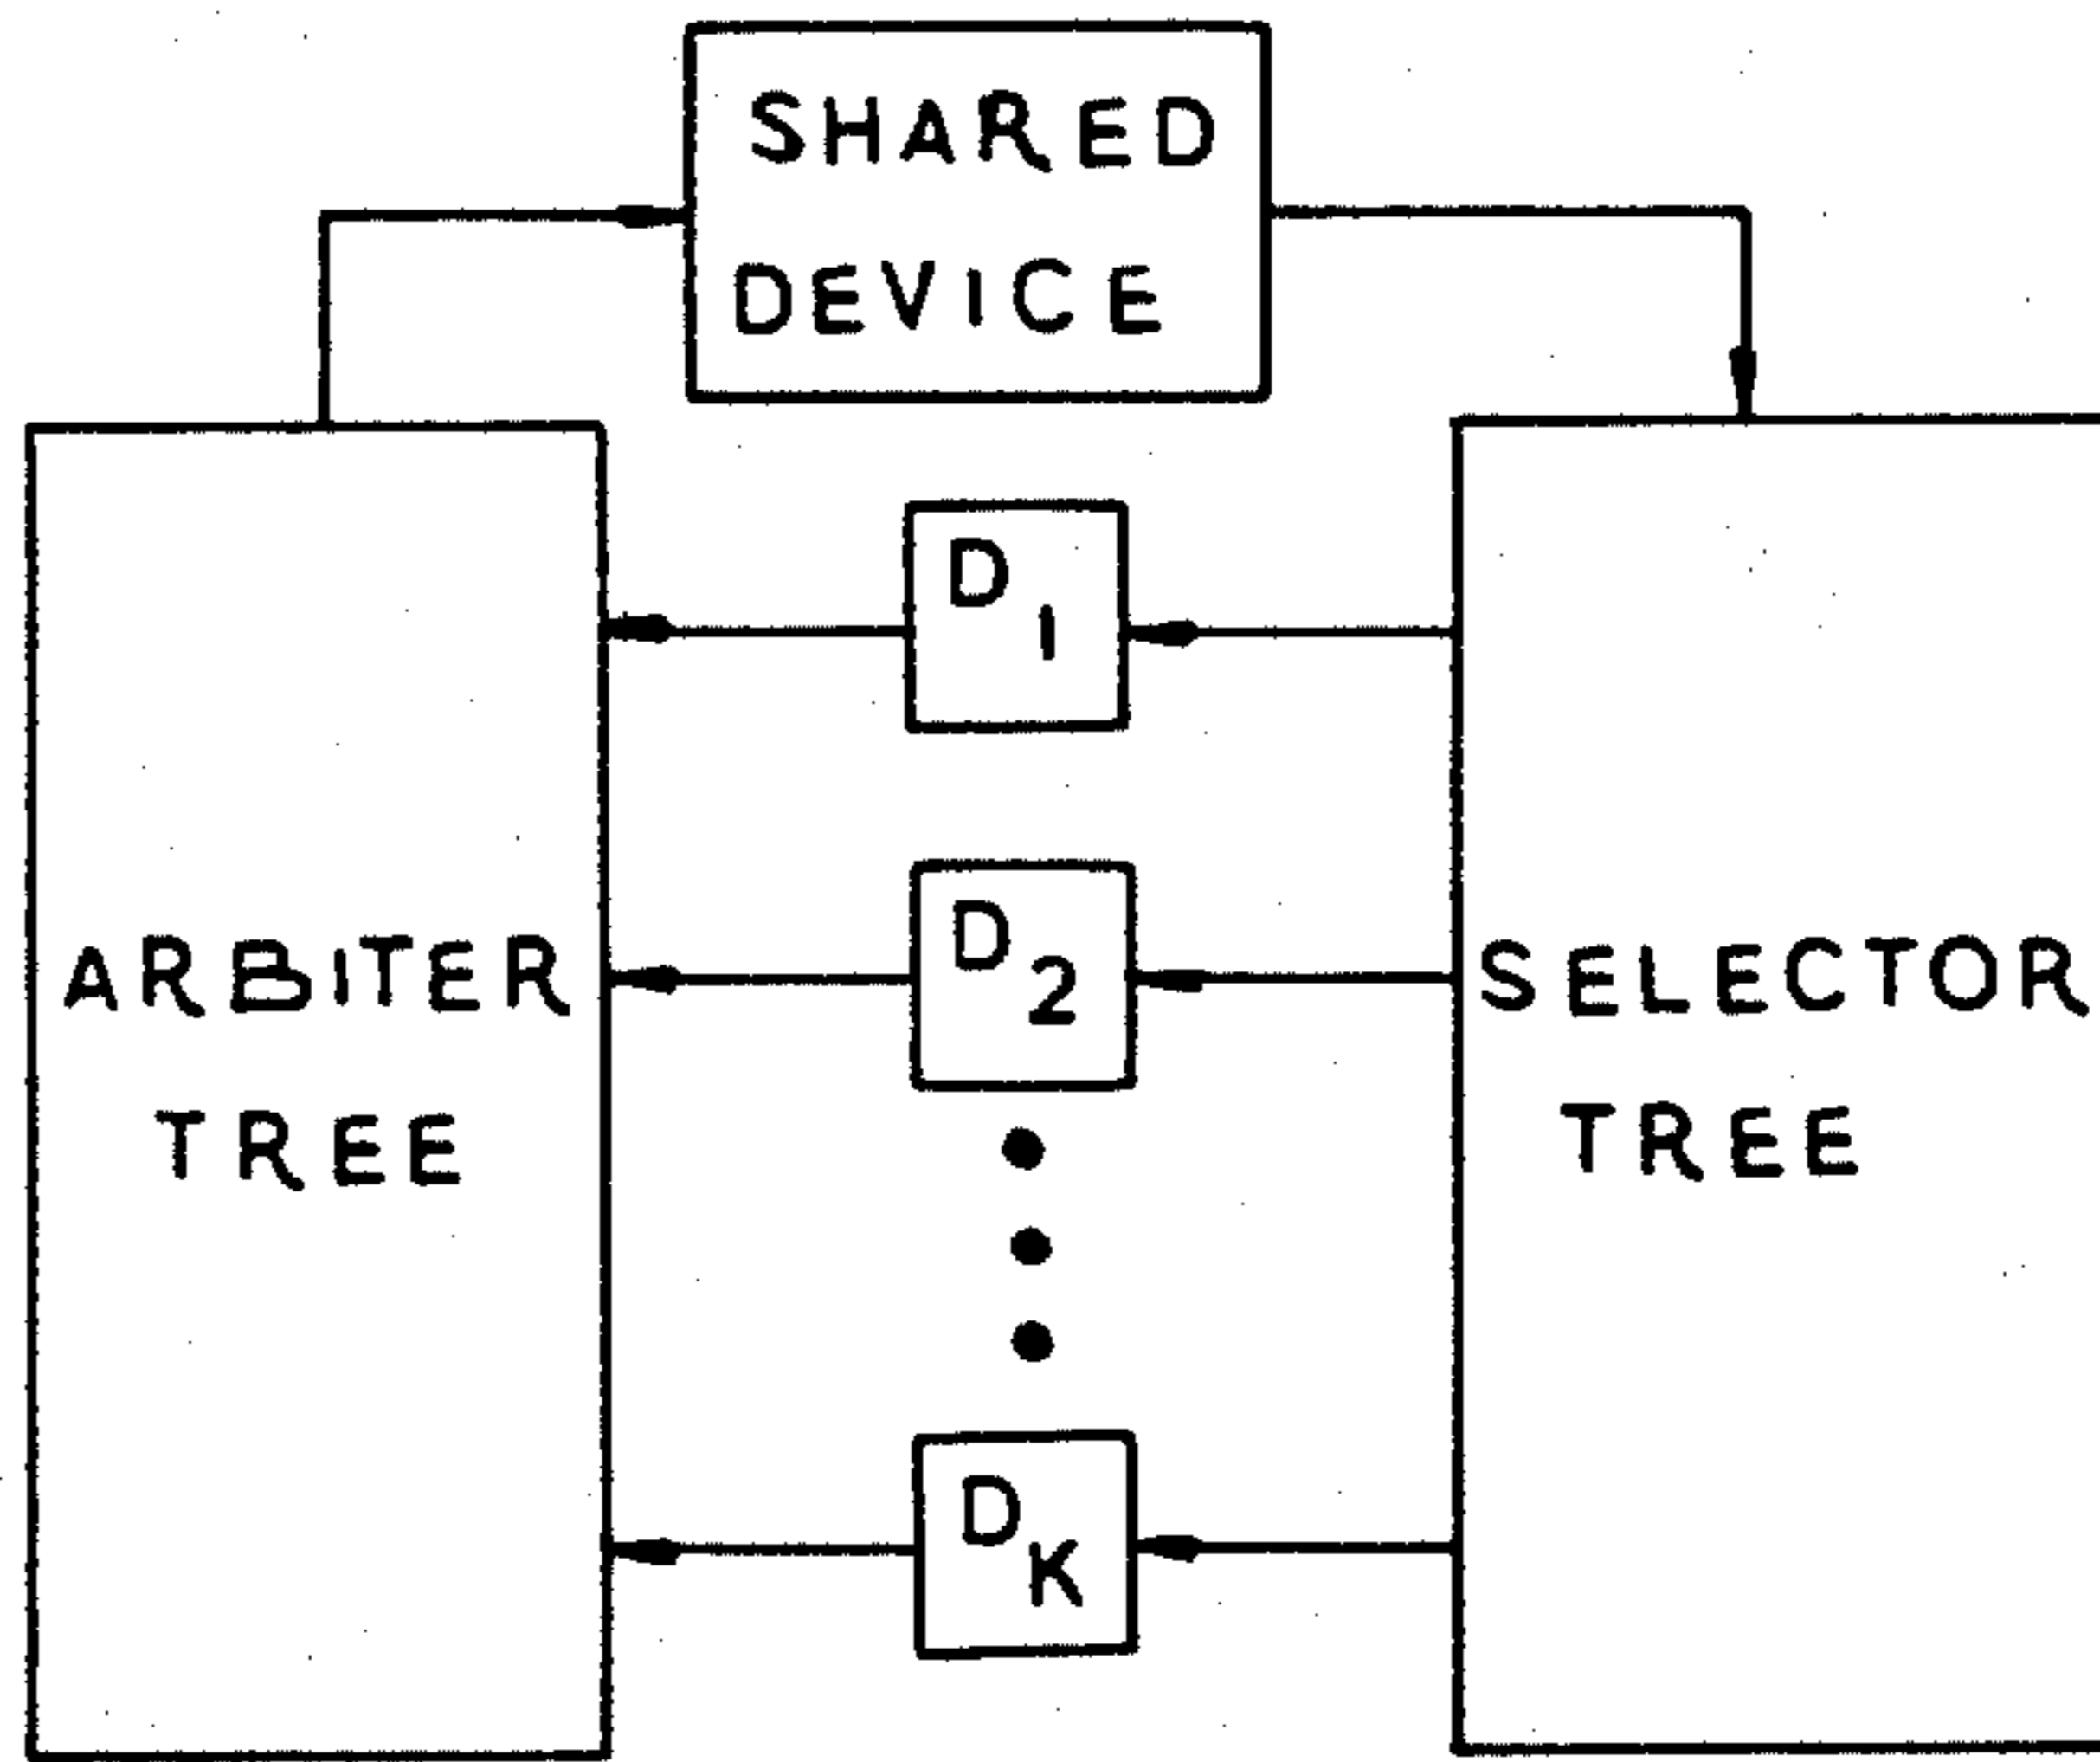 SHARED
DEVICE
D1
D2
ARBITER
TREE
SELECTOR
TREE
DK